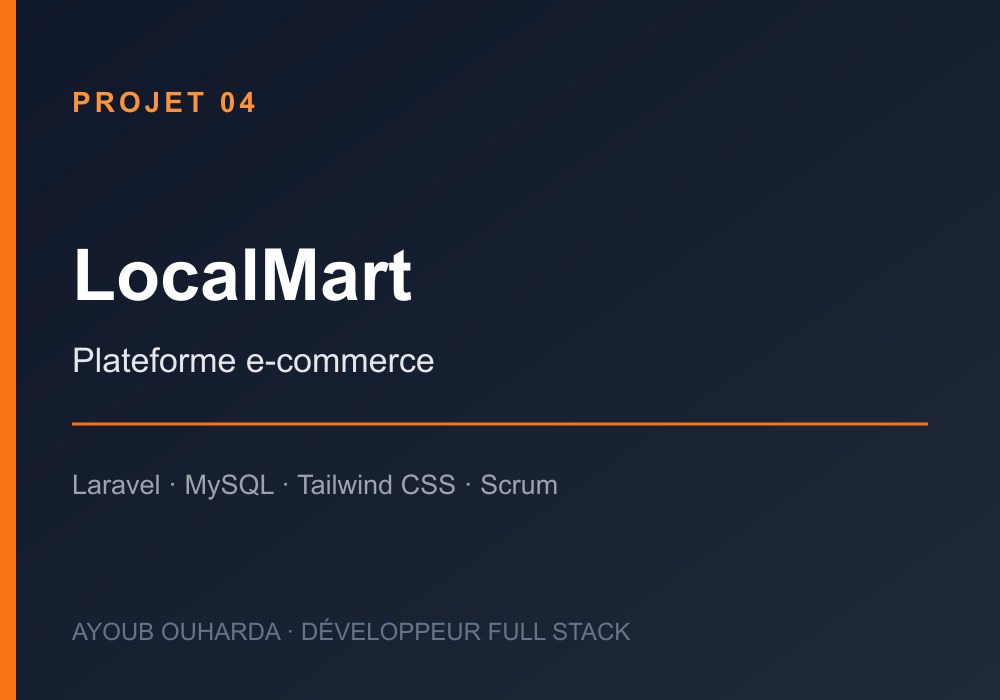 PROJET 04
LocalMart
Plateforme e-commerce
Laravel · MySQL · Tailwind CSS · Scrum
AYOUB OUHARDA · DÉVELOPPEUR FULL STACK